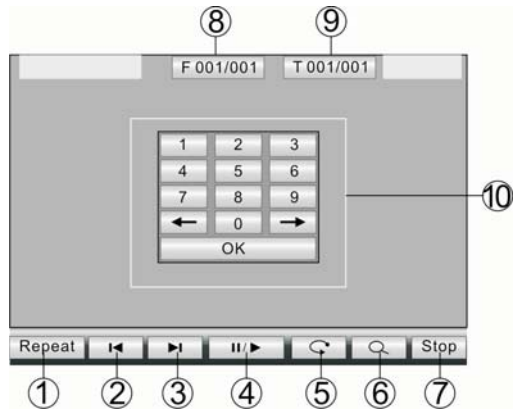 ⑧ ⑨
F 001/001 T 001/001
1 2 3
4 5 6
7 8 9
← 0 →
⑩
OK
Repeat II/▶ Stop
① ② ③ ④ ⑤ ⑥ ⑦